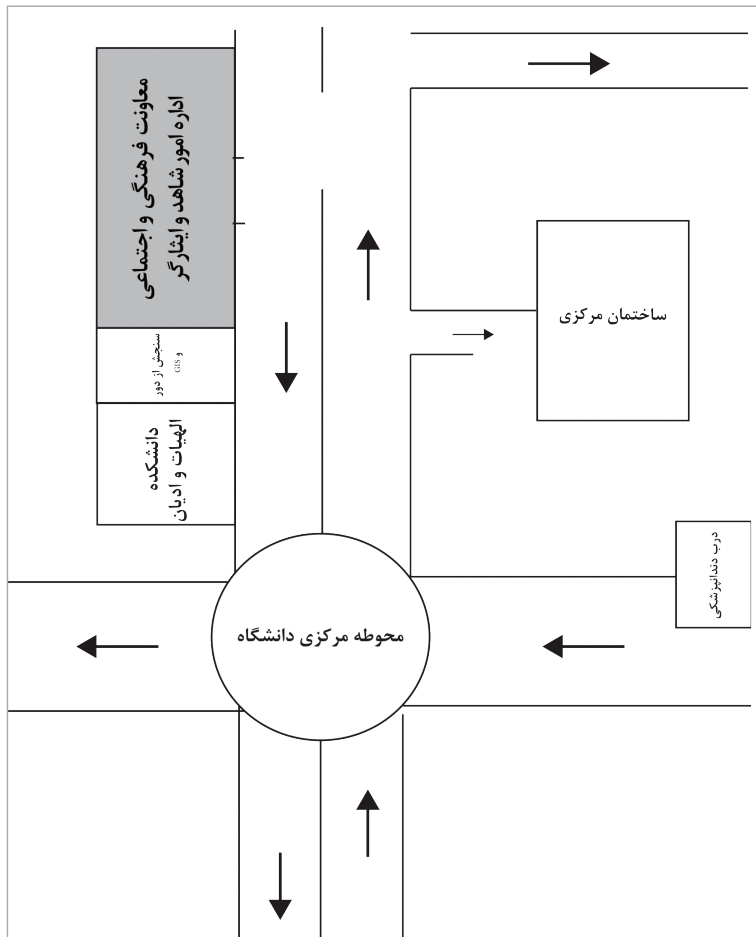 معاونت فرهنگی و اجتماعی
اداره امور شاهد و ایثارگر
سنجش از دور
و GIS
دانشکده
الهیات و ادیان
ساختمان مرکزی
درب دندانپزشکی
محوطه مرکزی دانشگاه